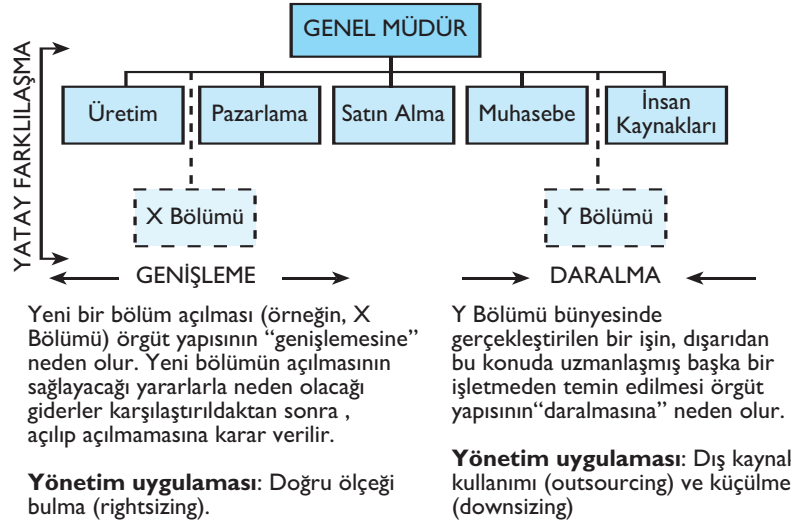 GENEL MÜDÜR
YATAY FARKLILAŞMA
Üretim
Pazarlama
Satın Alma
Muhasebe
İnsan
Kaynakları
X Bölümü
Y Bölümü
GENİŞLEME
DARALMA
Yeni bir bölüm açılması (örneğin, X
Bölümü) örgüt yapısının “genişlemesine”
neden olur. Yeni bölümün açılmasının
sağlayacağı yararlarla neden olacağı
giderler karşılaştırıldaktan sonra ,
açılıp açılmamasına karar verilir.
Yönetim uygulaması: Doğru ölçeği
bulma (rightsizing).
Y Bölümü bünyesinde
gerçekleştirilen bir işin, dışarıdan
bu konuda uzmanlaşmış başka bir
işletmeden temin edilmesi örgüt
yapısının“daralmasına” neden olur.
Yönetim uygulaması: Dış kaynal
kullanımı (outsourcing) ve küçülme
(downsizing)